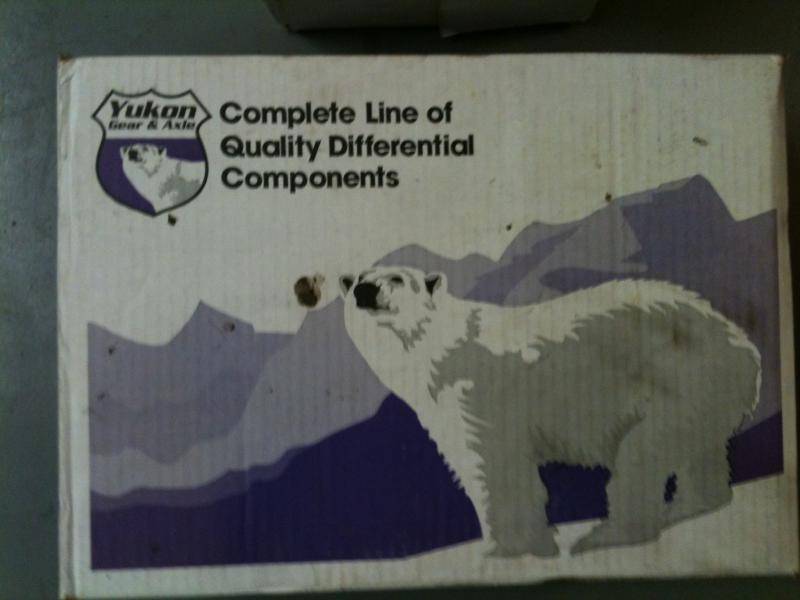 Yukon
Gear & Axle
Complete Line of
Quality Differential
Components